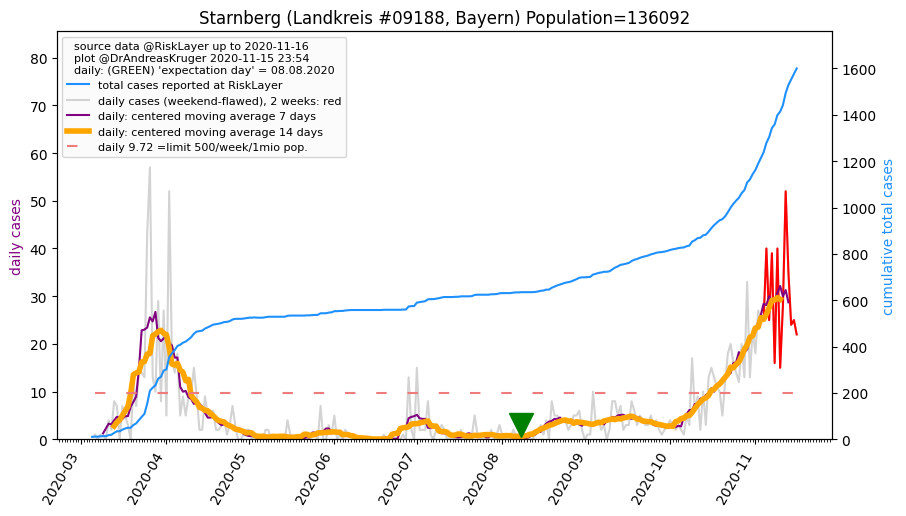 Starnberg (Landkreis #09188, Bayern) Population=136092
source data @RiskLayer up to 2020-11-16
plot @DrAndreasKruger 2020-11-15 23:54
daily: (GREEN) 'expectation day' = 08.08.2020
total cases reported at RiskLayer
daily cases (weekend-flawed), 2 weeks: red
daily: centered moving average 7 days
daily: centered moving average 14 days
daily 9.72 =limit 500/week/1mio pop.
daily cases
80
70
60
50
40
30
20
10
0
cumulative total cases
1600
1400
1200
1000
800
600
400
200
0
2020-03
2020-04
2020-05
2020-06
2020-07
2020-08
2020-09
2020-10
2020-11